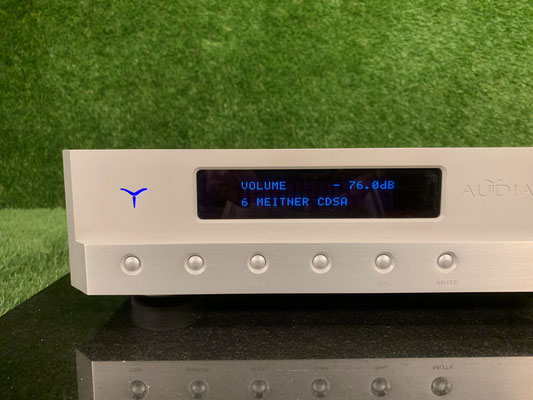 VOLUME - 76.0dB
6 MEITNER CDSA
AUDIA
MUTE